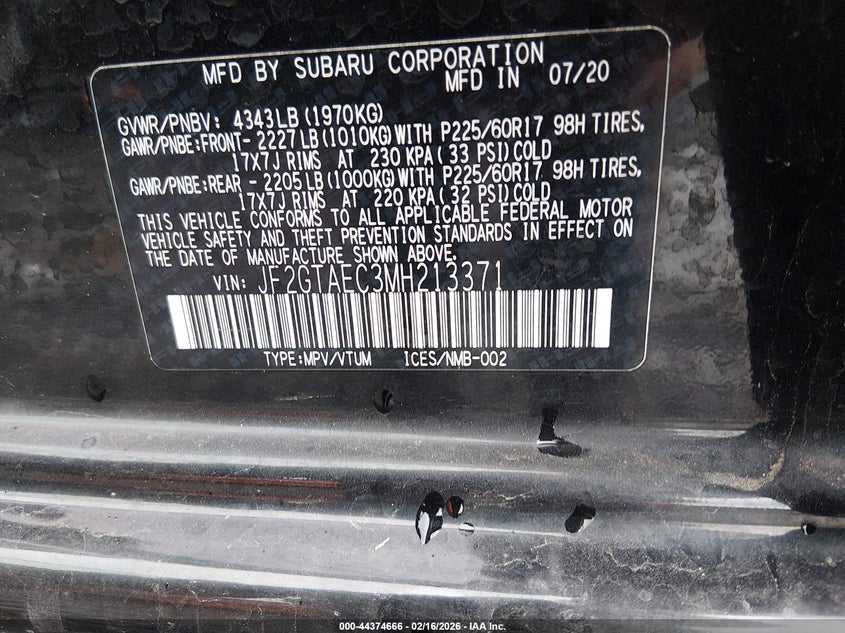 MFD BY SUBARU CORPORATION
MFD IN 07/20
GVWR/PNBV: 4343LB(1970KG)
GAWR/PNBE:FRONT-2227LB(1010KG)WITH P225/60R17 98H TIRES,
17X7J RIMS AT 230 KPA(33 PSI)COLD
GAWR/PNBE:REAR -2205LB(1000KG)WITH P225/60R17 98H TIRES,
17X7J RIMS AT 220 KPA(32 PSI)COLD
THIS VEHICLE CONFORMS TO ALL APPLICABLE FEDERAL MOTOR
VEHICLE SAFETY AND THEFT PREVENTION STANDARDS IN EFFECT ON
THE DATE OF MANUFACTURE SHOWN ABOVE.
VIN: JF2GTAEC3MH213371
TYPE:MPV/VTUM ICES/NMB-002
000-44374666 - 02/16/2026 - IAA Inc.